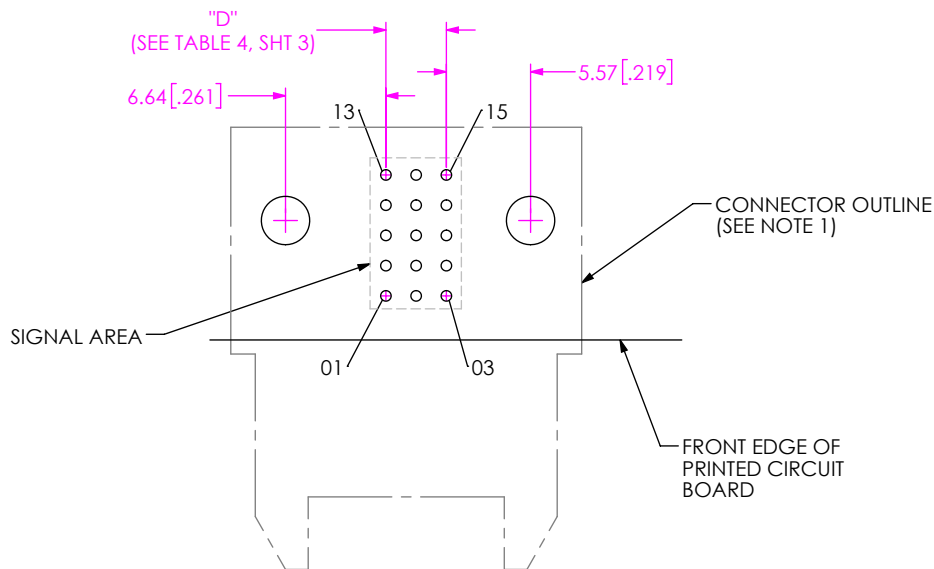 "D"
(SEE TABLE 4, SHT 3)
5.57[.219]
6.64[.261]
13
15
CONNECTOR OUTLINE
(SEE NOTE 1)
SIGNAL AREA
01
03
FRONT EDGE OF
PRINTED CIRCUIT
BOARD